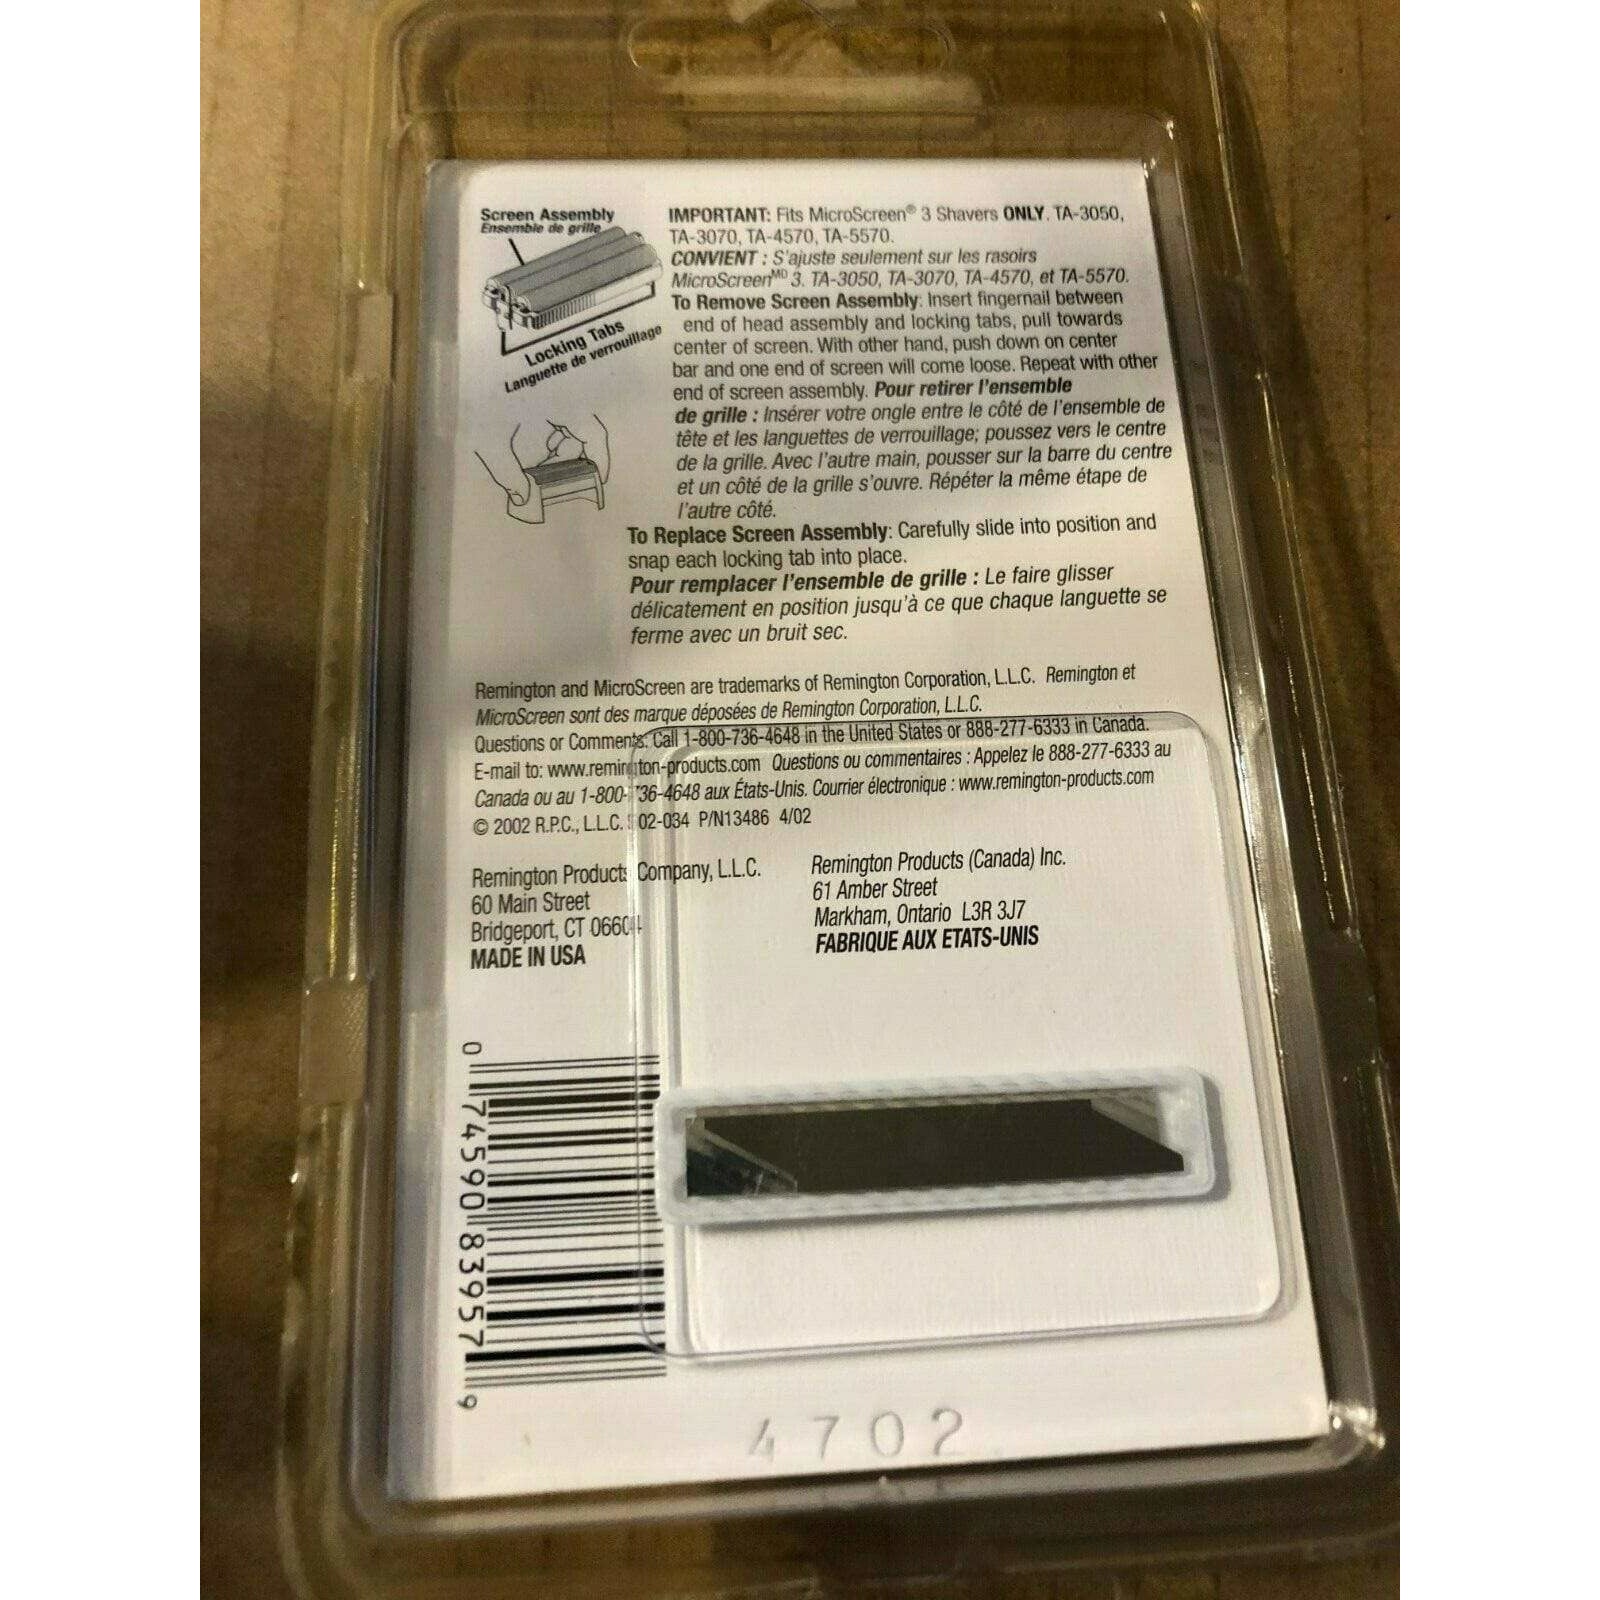 Screen Assembly
Ensemble de grille
Locking Tabs
Languette de verrouillage
IMPORTANT: Fits MicroScreen® 3 Shavers ONLY. TA-3050,
TA-3070, TA-4570, TA-5570.
CONVIENT : S'ajuste seulement sur les rasoirs
MicroScreenMD 3. TA-3050, TA-3070, TA-4570, et TA-5570.
To Remove Screen Assembly: Insert fingernail between
end of head assembly and locking tabs, pull towards
center of screen. With other hand, push down on center
bar and one end of screen will come loose. Repeat with other
end of screen assembly. Pour retirer l'ensemble
de grille : Insérer votre ongle entre le côté de l'ensemble de
tête et les languettes de verrouillage; poussez vers le centre
de la grille. Avec l'autre main, pousser sur la barre du centre
et un côté de la grille s'ouvre. Répéter la même étape de
l'autre côté.
To Replace Screen Assembly: Carefully slide into position and
snap each locking tab into place.
Pour remplacer l'ensemble de grille : Le faire glisser
délicatement en position jusqu'à ce que chaque languette se
ferme avec un bruit sec.
Remington and MicroScreen are trademarks of Remington Corporation, L.L.C. Remington et
MicroScreen sont des marque déposées de Remington Corporation, L.L.C.
Questions or Comments: Call 1-800-736-4648 in the United States or 888-277-6333 in Canada.
E-mail to: www.remington-products.com Questions ou commentaires : Appelez le 888-277-6333 au
Canada ou au 1-800-736-4648 aux États-Unis. Courrier électronique : www.remington-products.com
© 2002 R.P.C., L.L.C. 02-034 P/N13486 4/02
Remington Products Company, L.L.C.
60 Main Street
Bridgeport, CT 06604
MADE IN USA
Remington Products (Canada) Inc.
61 Amber Street
Markham, Ontario L3R 3J7
FABRIQUE AUX ETATS-UNIS
0 74590 83957 9
4702